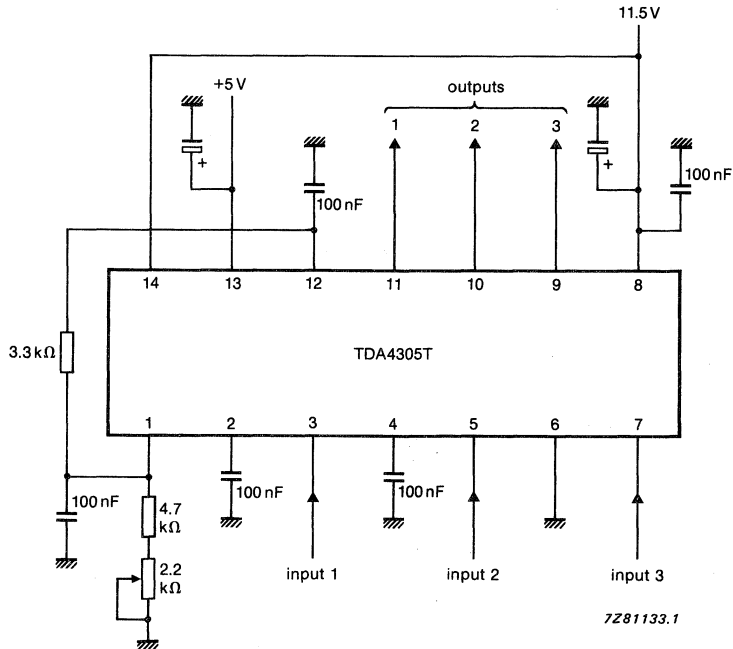 11.5 V
outputs
+5 V
1 2 3
+
+
100 nF
100 nF
14 13 12 11 10 9 8
3.3 kΩ
TDA4305T
1 2 3 4 5 6 7
100 nF
4.7
kΩ
100 nF
100 nF
2.2
kΩ
input 1
input 2
input 3
7Z81133.1